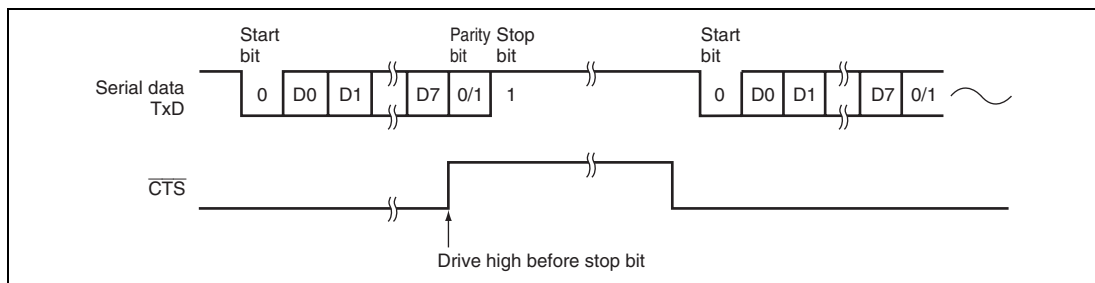 Start bit
Parity bit
Stop bit
Start bit
Serial data TxD
0 D0 D1 D7 0/1 1 0 D0 D1 D7 0/1
CTS
Drive high before stop bit